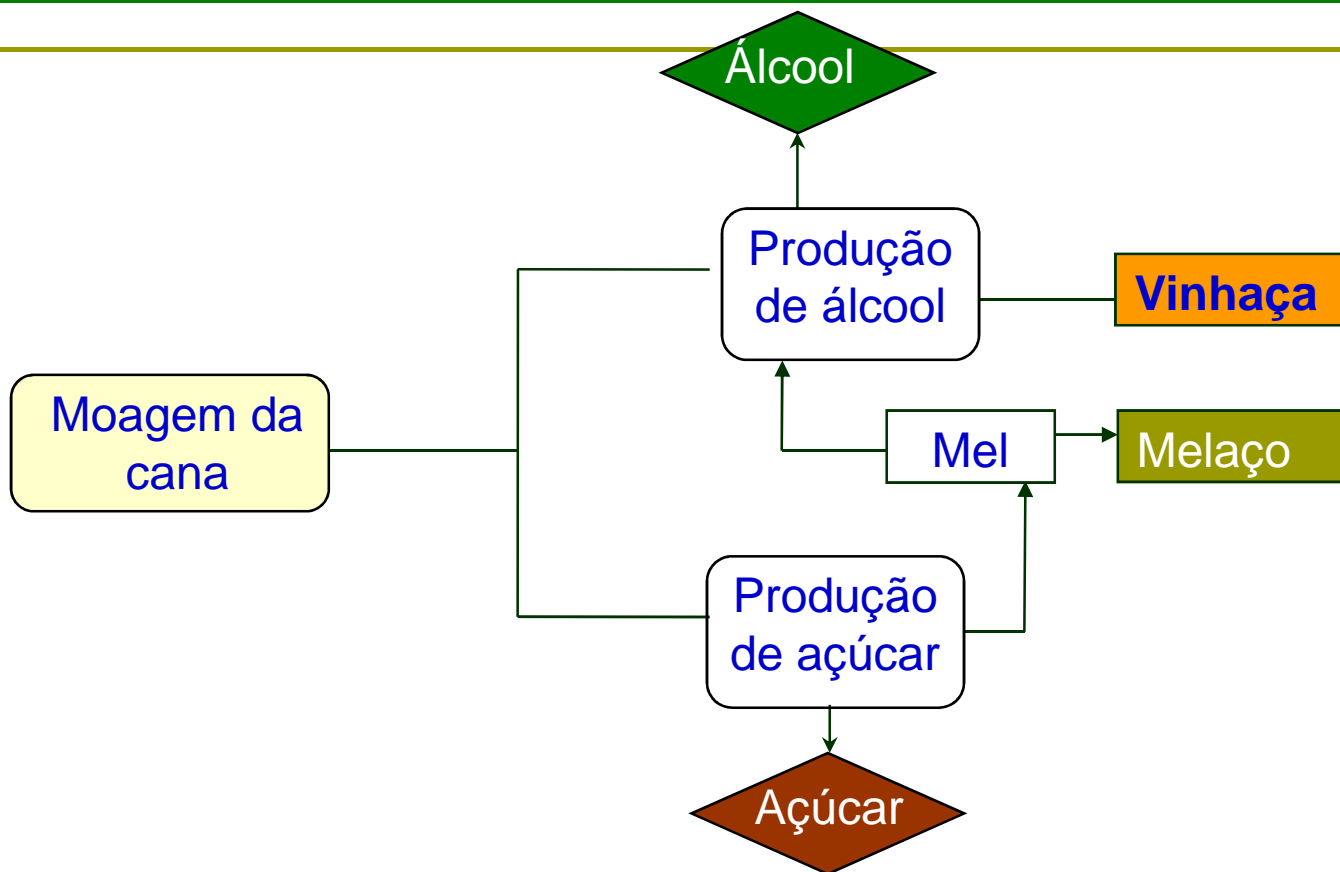 Álcool
Produção
de álcool
Vinhaça
Moagem da
cana
Mel
Melaço
Produção
de açúcar
Açúcar